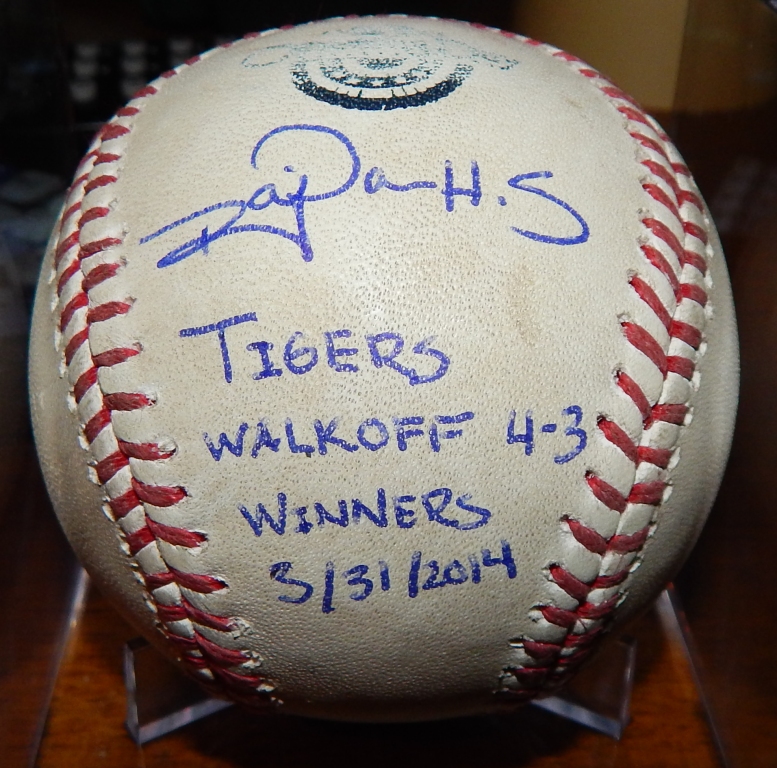 H.S
TIGERS
WALKOFF 4-3
WINNERS
3/31/2014